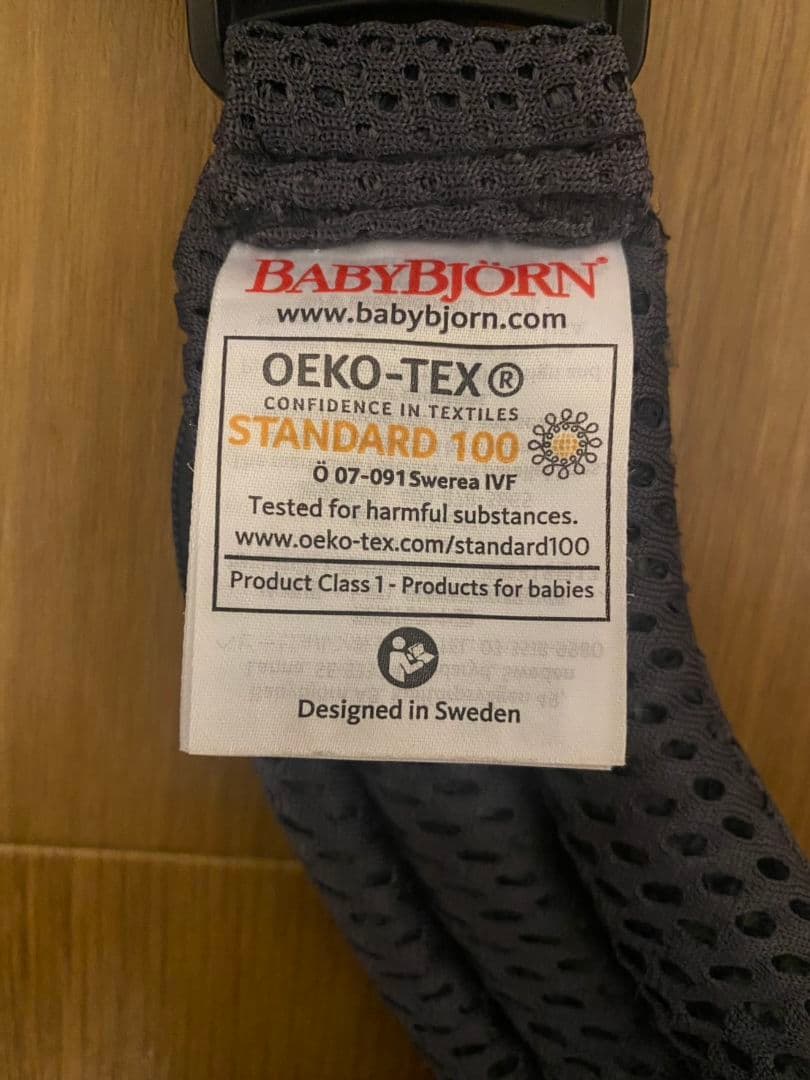 BABYBJÖRN®
www.babybjorn.com
OEKO-TEX®
CONFIDENCE IN TEXTILES
STANDARD 100
Ö 07-091 Swerea IVF
Tested for harmful substances.
www.oeko-tex.com/standard100
Product Class 1 - Products for babies
Designed in Sweden